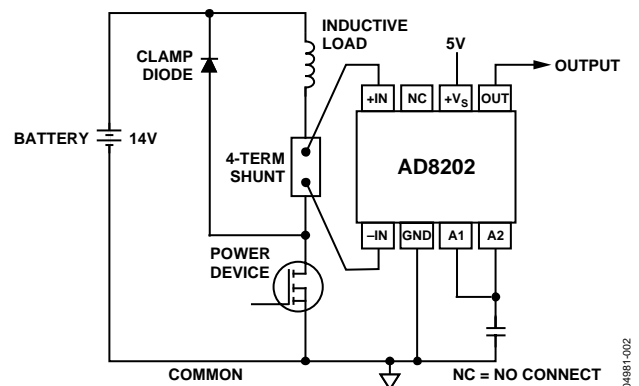 INDUCTIVE
LOAD
CLAMP
DIODE
5V
OUTPUT
+IN NC +VS OUT
BATTERY 14V
4-TERM
SHUNT
AD8202
–IN GND A1 A2
POWER
DEVICE
COMMON
NC = NO CONNECT
04981-002